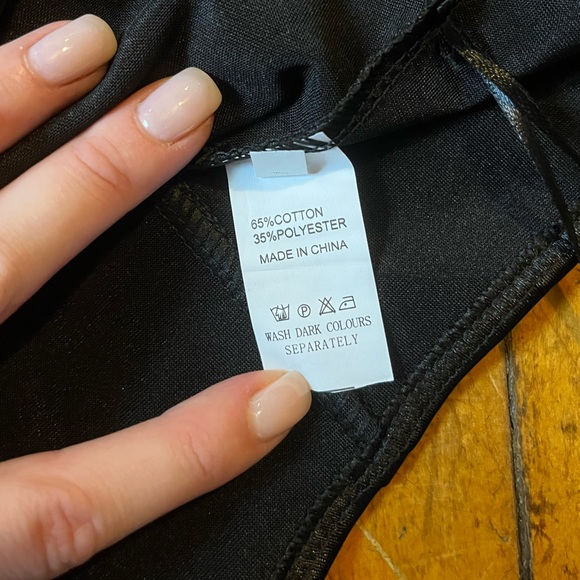 65%COTTON
35%POLYESTER
MADE IN CHINA
WASH DARK COLOURS
SEPARATELY